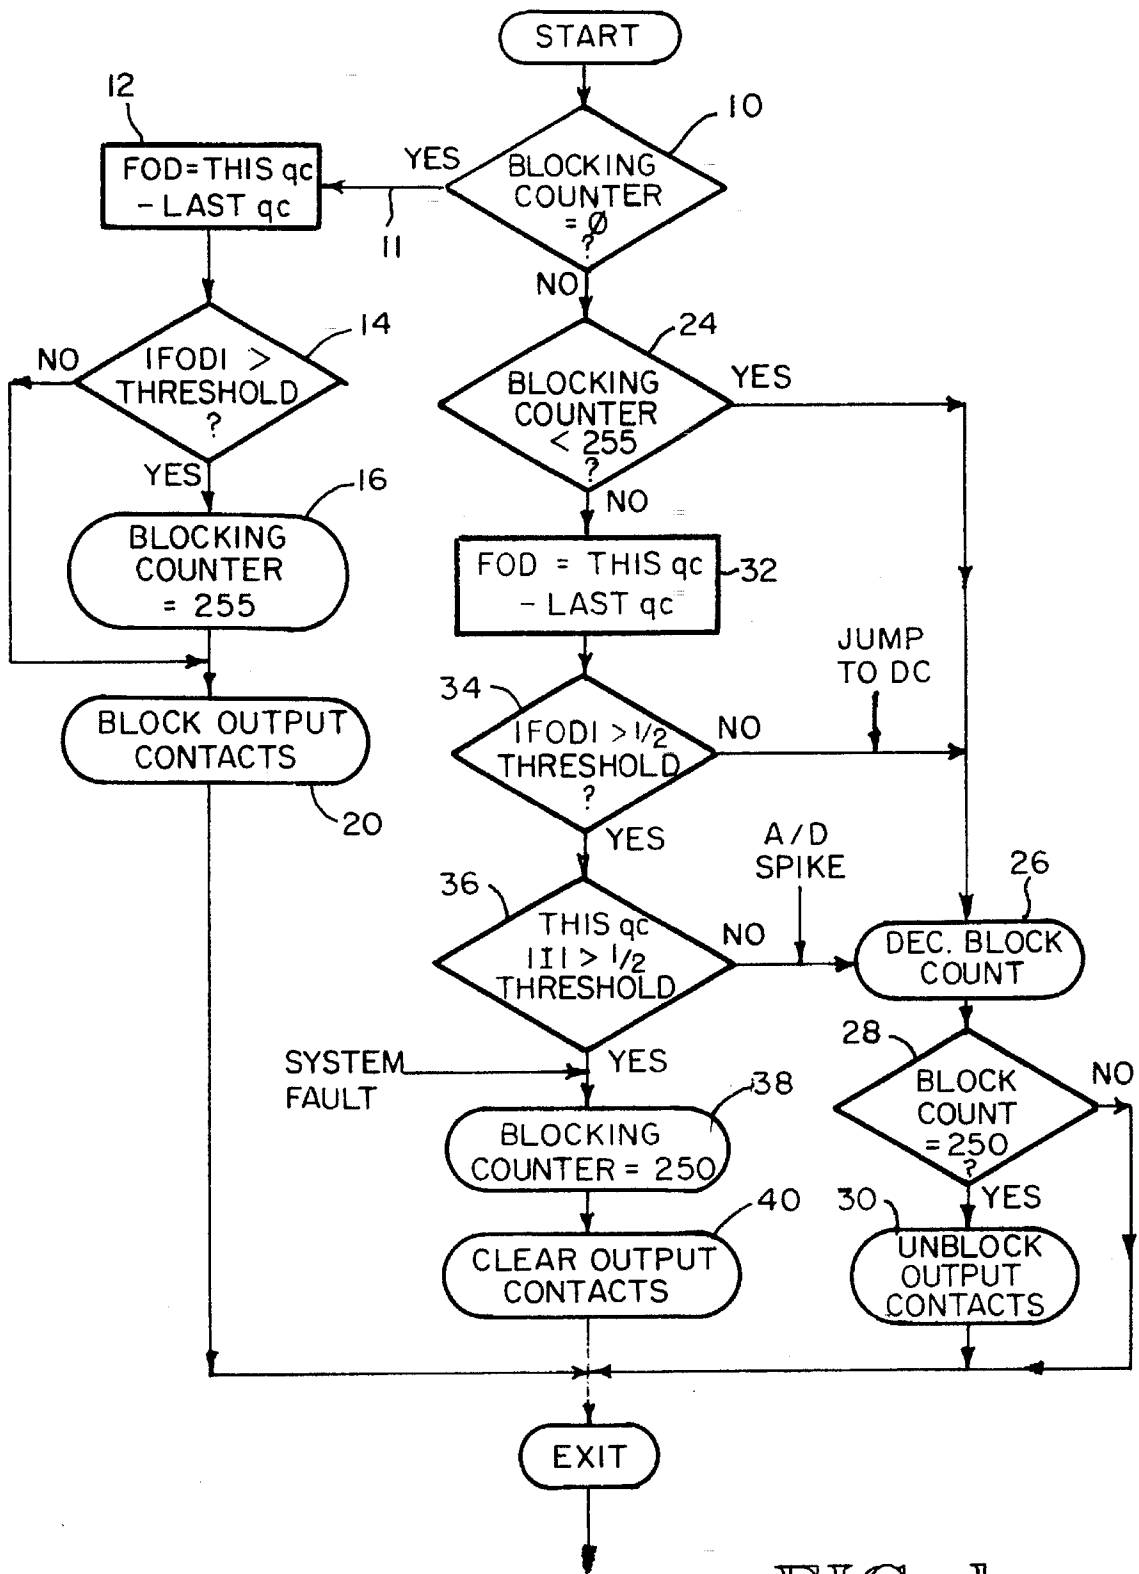 START
12
10
YES
FOD=THIS qc
- LAST qc
BLOCKING
COUNTER
= Ø
?
11
NO
14
24
NO
|FOD| >
THRESHOLD
?
YES
BLOCKING
COUNTER
< 255
?
YES
16
NO
BLOCKING
COUNTER
= 255
FOD = THIS qc
- LAST qc
32
JUMP
TO DC
34
BLOCK OUTPUT
CONTACTS
|FOD| > 1/2
THRESHOLD
?
NO
20
YES
A/D
SPIKE
36
26
THIS qc
|I| > 1/2
THRESHOLD
NO
DEC. BLOCK
COUNT
28
SYSTEM
FAULT
YES
BLOCK
COUNT
=250
?
NO
38
BLOCKING
COUNTER = 250
YES
40
30
CLEAR OUTPUT
CONTACTS
UNBLOCK
OUTPUT
CONTACTS
EXIT
FIG. 1